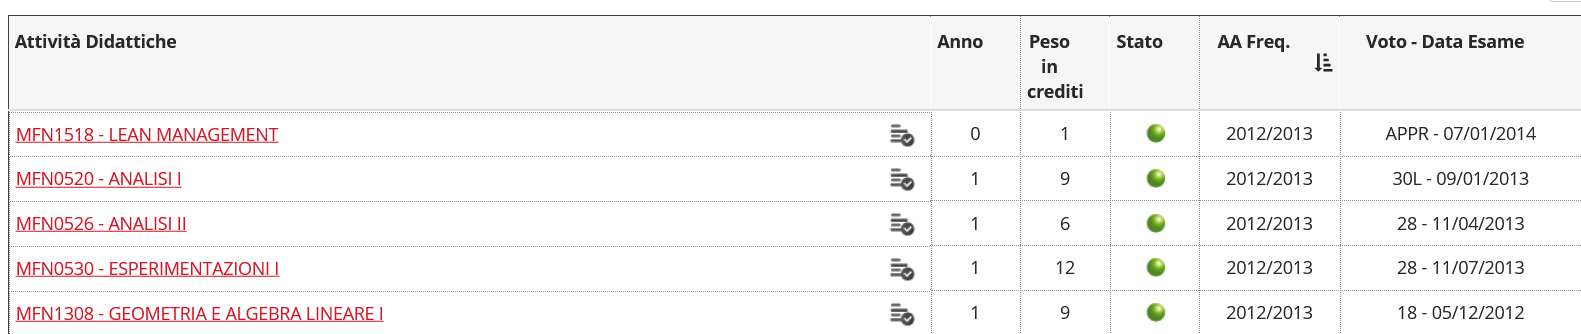 Attività Didattiche Anno Peso in crediti Stato AA Freq. Voto - Data Esame
MFN1518 - LEAN MANAGEMENT 0 1 2012/2013 APPR - 07/01/2014
MFN0520 - ANALISI I 1 9 2012/2013 30L - 09/01/2013
MFN0526 - ANALISI II 1 6 2012/2013 28 - 11/04/2013
MFN0530 - ESPERIMENTAZIONI I 1 12 2012/2013 28 - 11/07/2013
MFN1308 - GEOMETRIA E ALGEBRA LINEARE I 1 9 2012/2013 18 - 05/12/2012